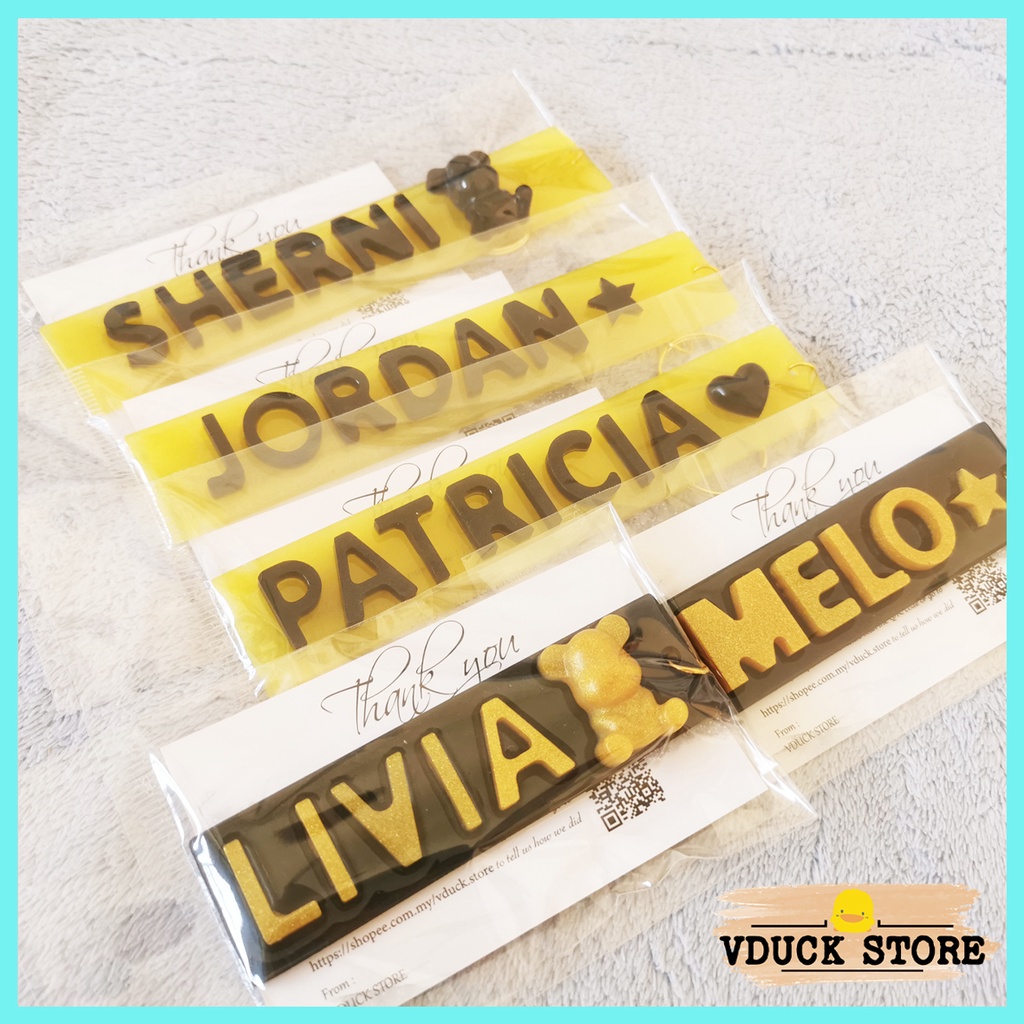 Thank you
SHERNI
Thank
JORDAN
Thank
PATRICIA
Thank you
MELO
to tell us how we did
https://shopee.com.my/vduck.store
From :
VDUCK STORE
Thank you
LIVIA
https://shopee.com.my/vduck.store to tell us how we did
From :
VDUCK STORE
VDUCK STORE